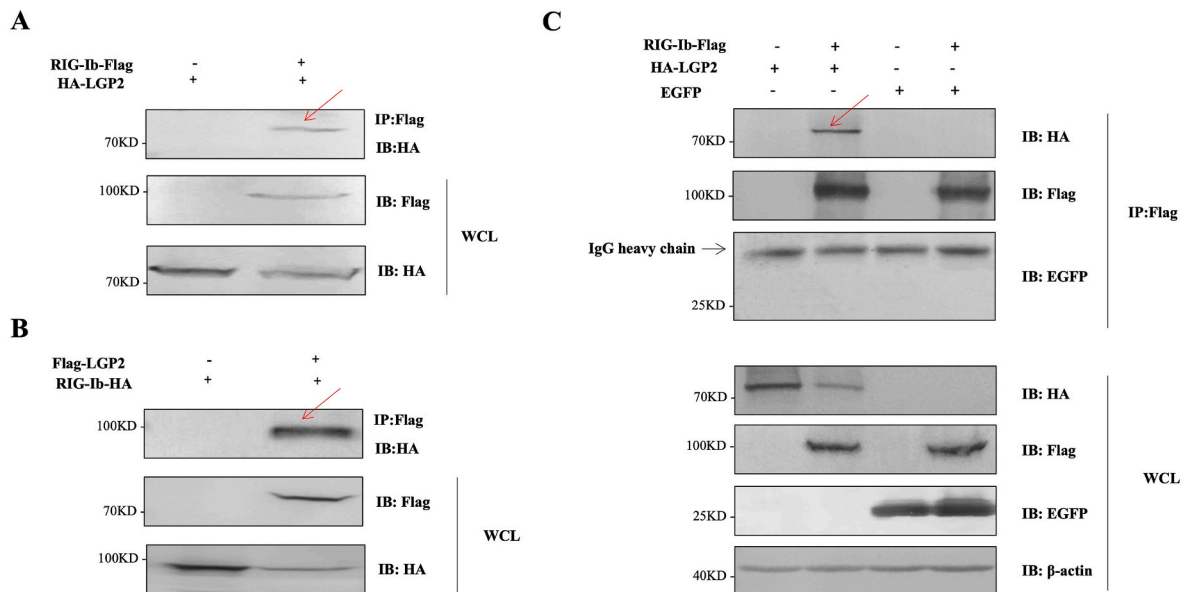 A
RIG-Ib-Flag - +
HA-LGP2 + +
IP:Flag
70KD
IB:HA
100KD
IB: Flag
WCL
IB: HA
70KD
B
Flag-LGP2 - +
RIG-Ib-HA + +
IP:Flag
100KD
IB:HA
IB: Flag
70KD
WCL
100KD
IB: HA
C
RIG-Ib-Flag - + - +
HA-LGP2 + + - -
EGFP - - + +
IB: HA
70KD
IB: Flag
100KD
IP:Flag
IgG heavy chain
IB: EGFP
25KD
IB: HA
70KD
IB: Flag
100KD
WCL
IB: EGFP
25KD
IB: β-actin
40KD